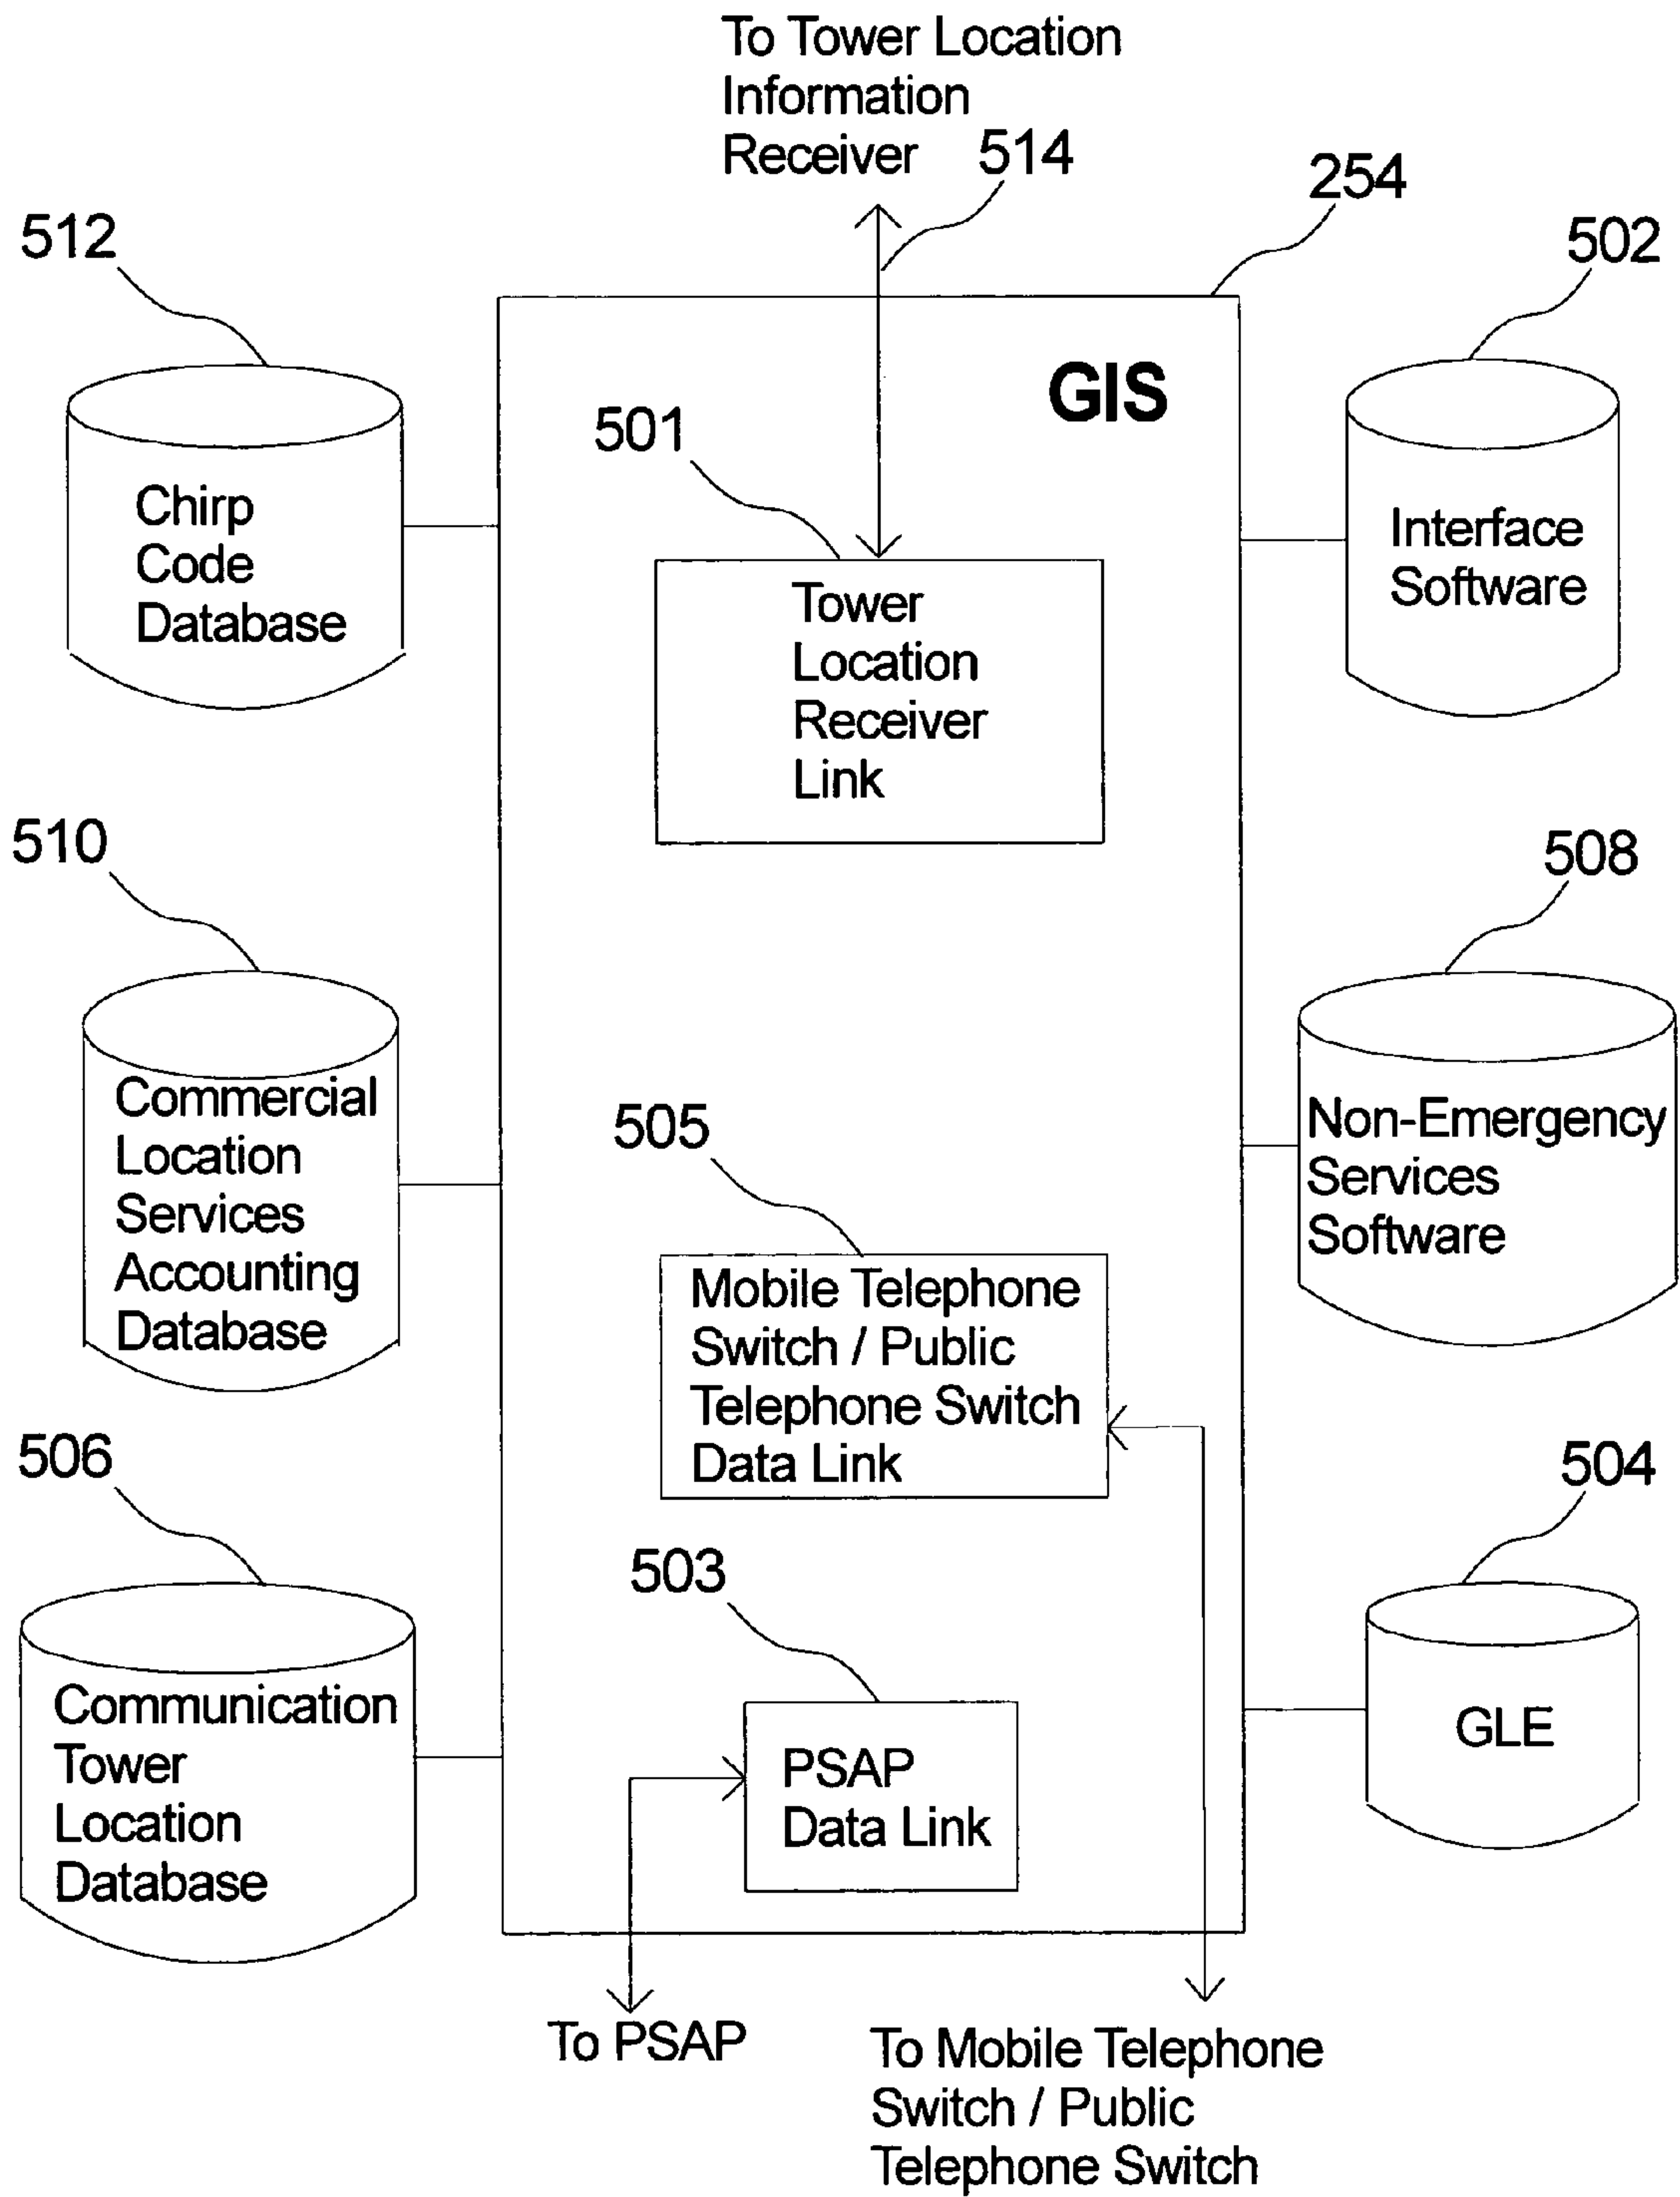 To Tower Location
Information
Receiver
514
254
512
502
GIS
501
Chirp
Code
Database
Interface
Software
Tower
Location
Receiver
Link
510
508
Commercial
Location
Services
Accounting
Database
505
Non-Emergency
Services
Software
Mobile Telephone
Switch / Public
Telephone Switch
Data Link
506
504
503
Communication
Tower
Location
Database
PSAP
Data Link
GLE
To PSAP
To Mobile Telephone
Switch / Public
Telephone Switch